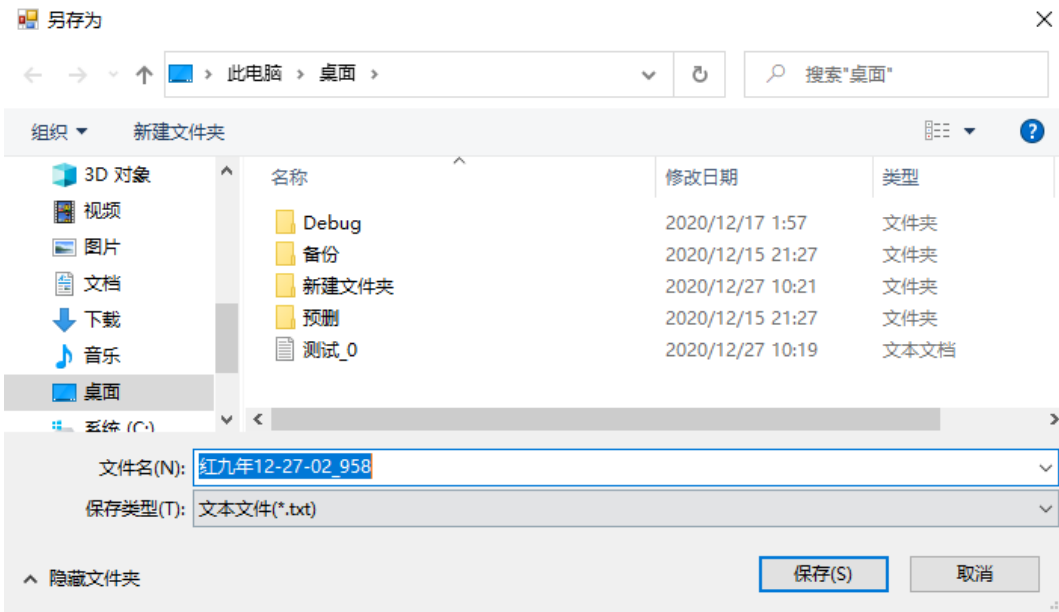 另存为
此电脑 › 桌面 ›
搜索"桌面"
组织 新建文件夹
?
3D 对象
视频
图片
文档
下载
音乐
桌面
系统 (C:)
名称 修改日期 类型
Debug 2020/12/17 1:57 文件夹
备份 2020/12/15 21:27 文件夹
新建文件夹 2020/12/27 10:21 文件夹
预删 2020/12/15 21:27 文件夹
测试_0 2020/12/27 10:19 文本文档
文件名(N): 红九年12-27-02_958
保存类型(T): 文本文件(*.txt)
隐藏文件夹
保存(S) 取消